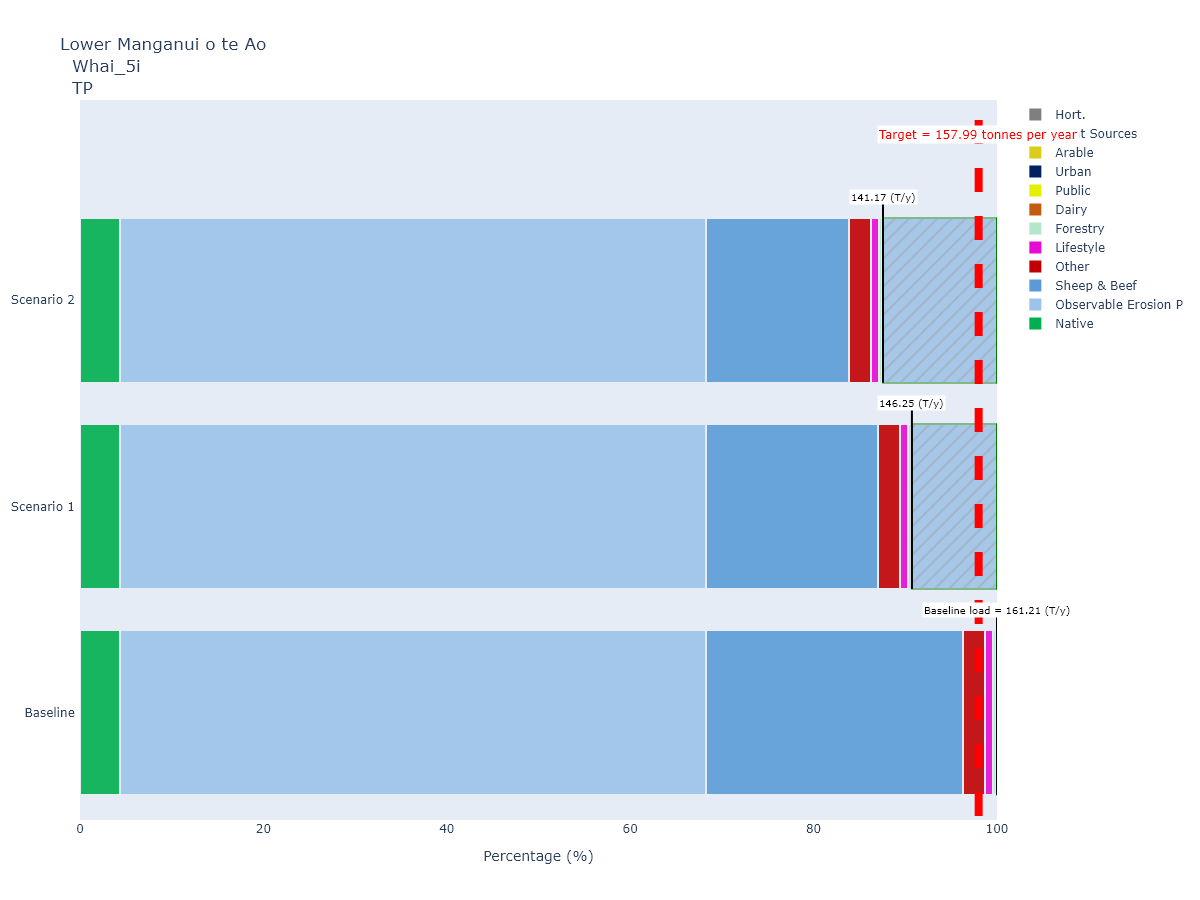 Lower Manganui o te Ao
Whai_5i
TP
Hort.
Target = 157.99 tonnes per year
t Sources
Arable
Urban
Public
Dairy
Forestry
Lifestyle
Other
Sheep & Beef
Observable Erosion P
Native
141.17 (T/y)
Scenario 2
146.25 (T/y)
Scenario 1
Baseline load = 161.21 (T/y)
Baseline
0 20 40 60 80 100
Percentage (%)